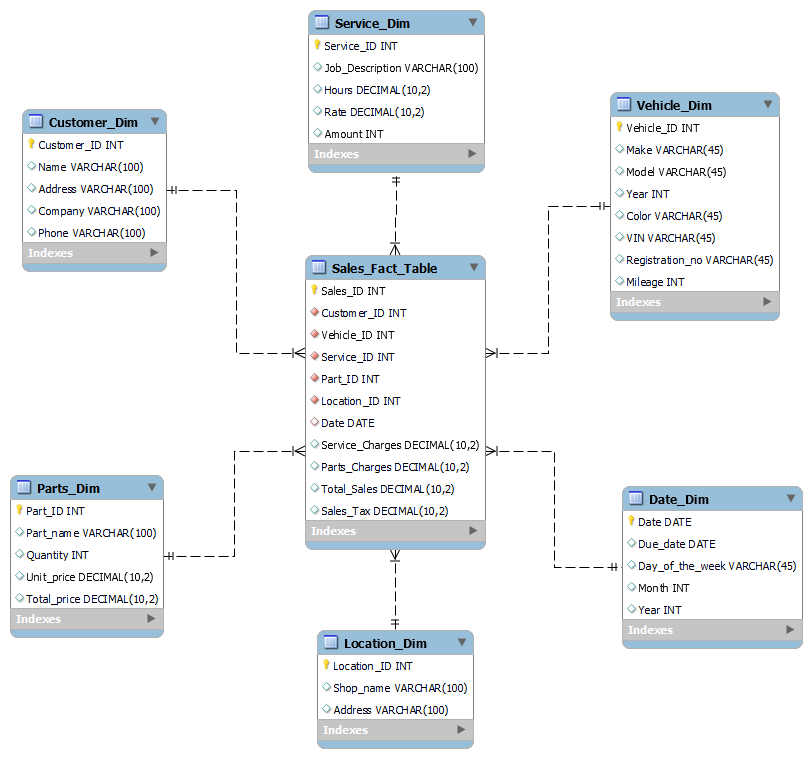 Service_Dim
Service_ID INT
Job_Description VARCHAR(100)
Hours DECIMAL(10,2)
Rate DECIMAL(10,2)
Amount INT
Indexes
Customer_Dim
Customer_ID INT
Name VARCHAR(100)
Address VARCHAR(100)
Company VARCHAR(100)
Phone VARCHAR(100)
Indexes
Vehicle_Dim
Vehicle_ID INT
Make VARCHAR(45)
Model VARCHAR(45)
Year INT
Color VARCHAR(45)
VIN VARCHAR(45)
Registration_no VARCHAR(45)
Mileage INT
Indexes
Sales_Fact_Table
Sales_ID INT
Customer_ID INT
Vehicle_ID INT
Service_ID INT
Part_ID INT
Location_ID INT
Date DATE
Service_Charges DECIMAL(10,2)
Parts_Charges DECIMAL(10,2)
Total_Sales DECIMAL(10,2)
Sales_Tax DECIMAL(10,2)
Indexes
Parts_Dim
Part_ID INT
Part_name VARCHAR(100)
Quantity INT
Unit_price DECIMAL(10,2)
Total_price DECIMAL(10,2)
Indexes
Date_Dim
Date DATE
Due_date DATE
Day_of_the_week VARCHAR(45)
Month INT
Year INT
Indexes
Location_Dim
Location_ID INT
Shop_name VARCHAR(100)
Address VARCHAR(100)
Indexes